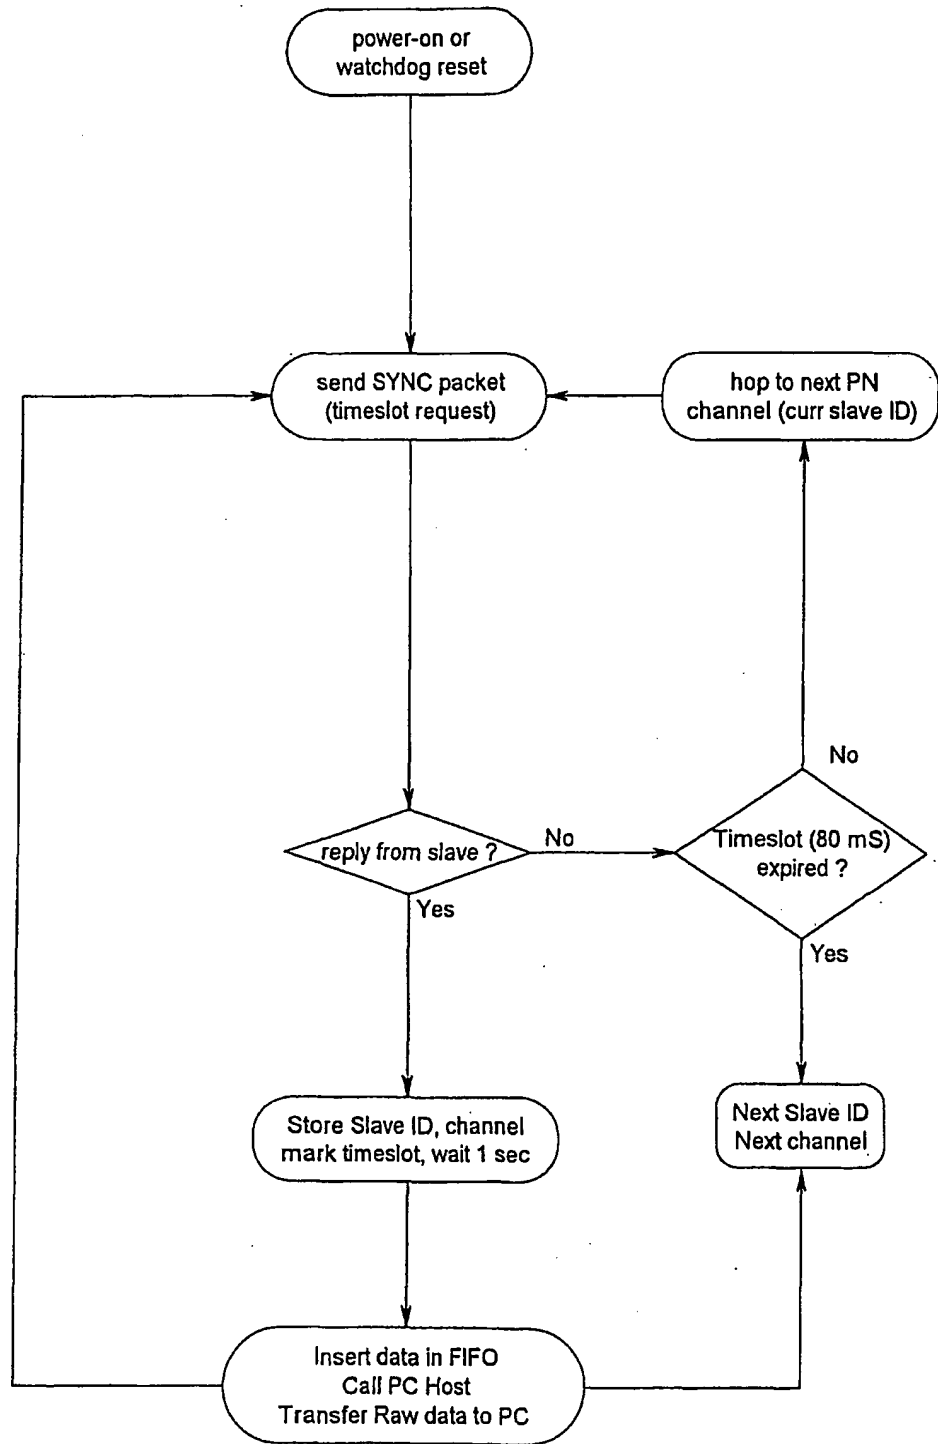 power-on or
watchdog reset
send SYNC packet
(timeslot request)
hop to next PN
channel (curr slave ID)
No
reply from slave ?
No
Timeslot (80 mS)
expired ?
Yes
Yes
Store Slave ID, channel
mark timeslot, wait 1 sec
Next Slave ID
Next channel
Insert data in FIFO
Call PC Host
Transfer Raw data to PC